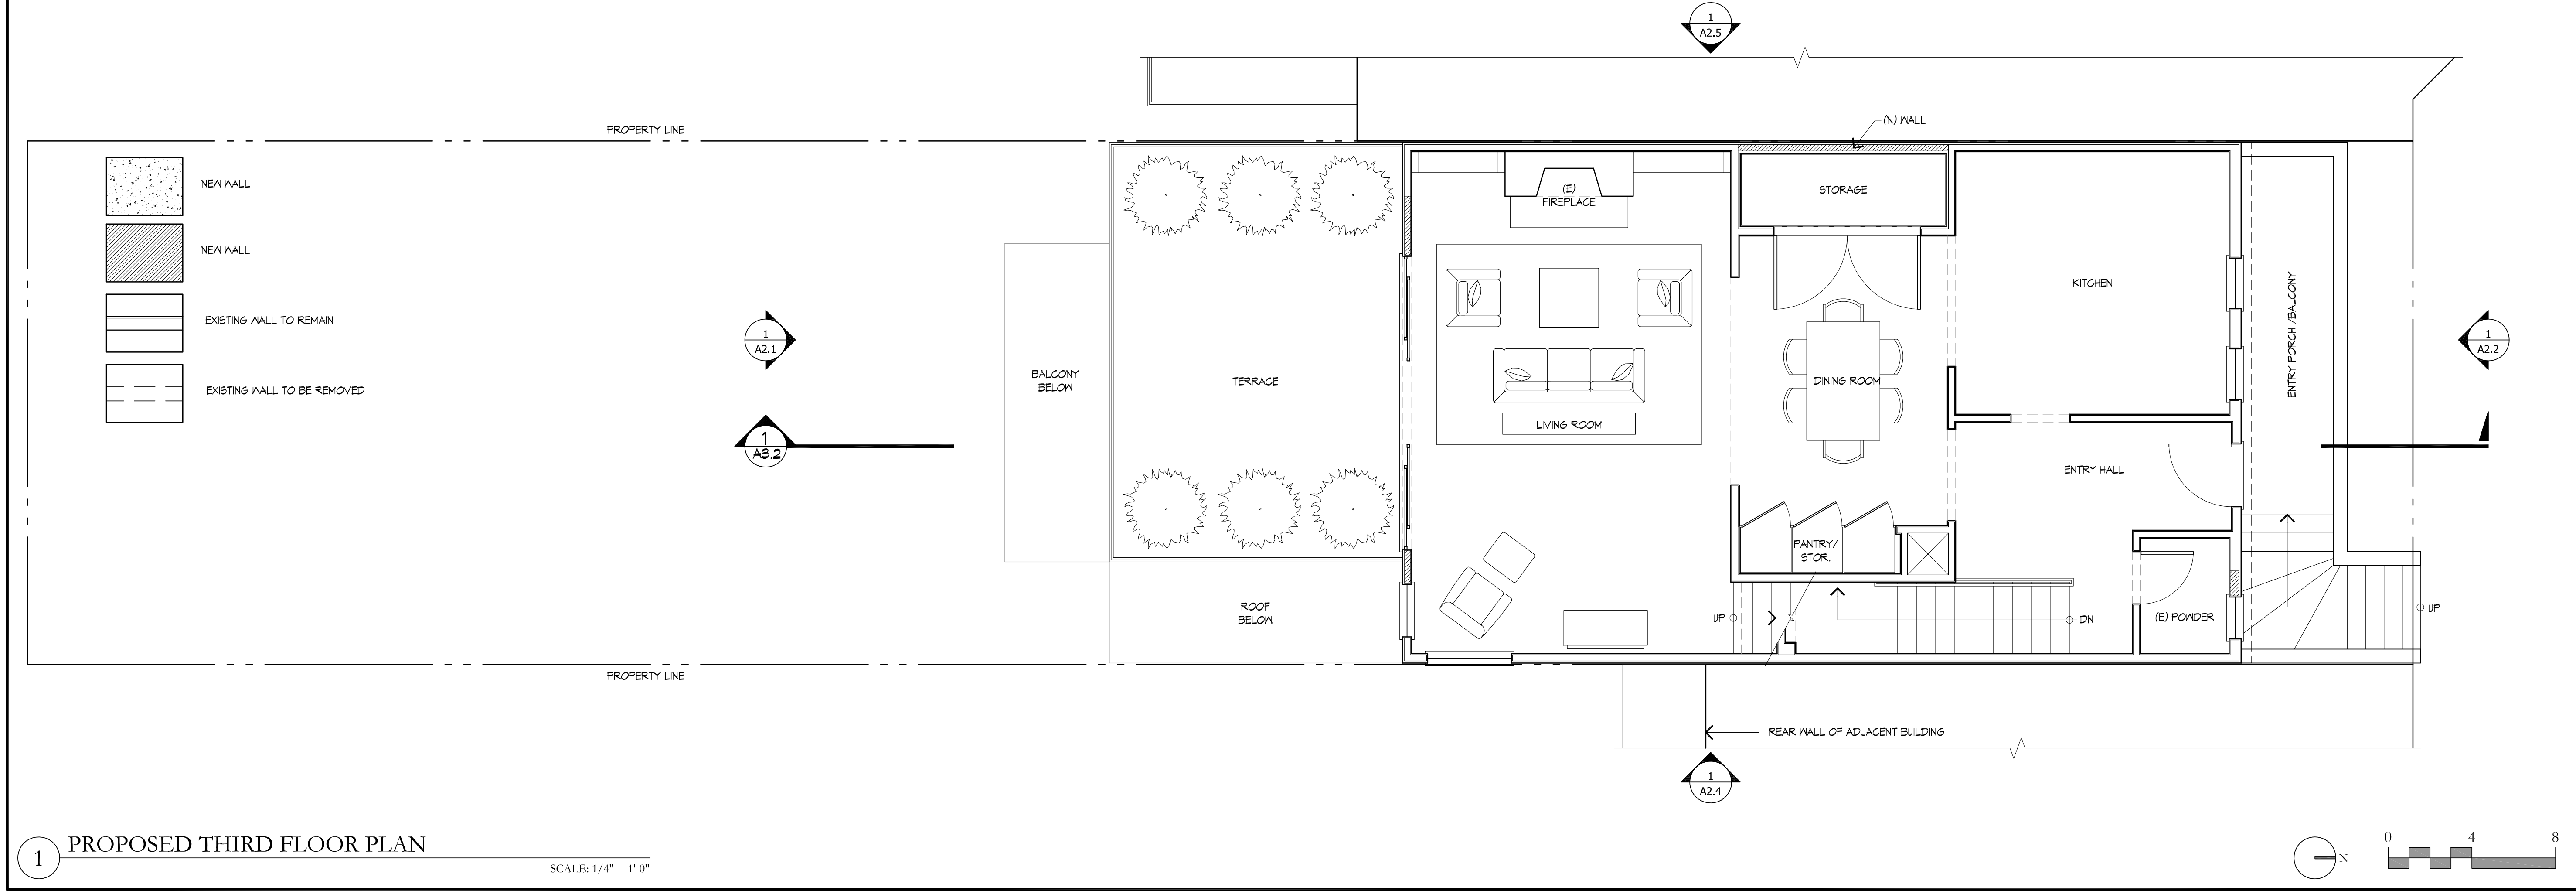 1
A2.5
PROPERTY LINE
(N) WALL
NEW WALL
NEW WALL
EXISTING WALL TO REMAIN
EXISTING WALL TO BE REMOVED
1
A2.1
1
A3.2
BALCONY
BELOW
TERRACE
ROOF
BELOW
(E)
FIREPLACE
LIVING ROOM
STORAGE
DINING ROOM
PANTRY/
STOR.
KITCHEN
ENTRY HALL
(E) POWDER
UP
DN
ENTRY PORCH /BALCONY
UP
1
A2.2
PROPERTY LINE
REAR WALL OF ADJACENT BUILDING
1
A2.4
1
PROPOSED THIRD FLOOR PLAN
SCALE: 1/4" = 1'-0"
N
0 4 8